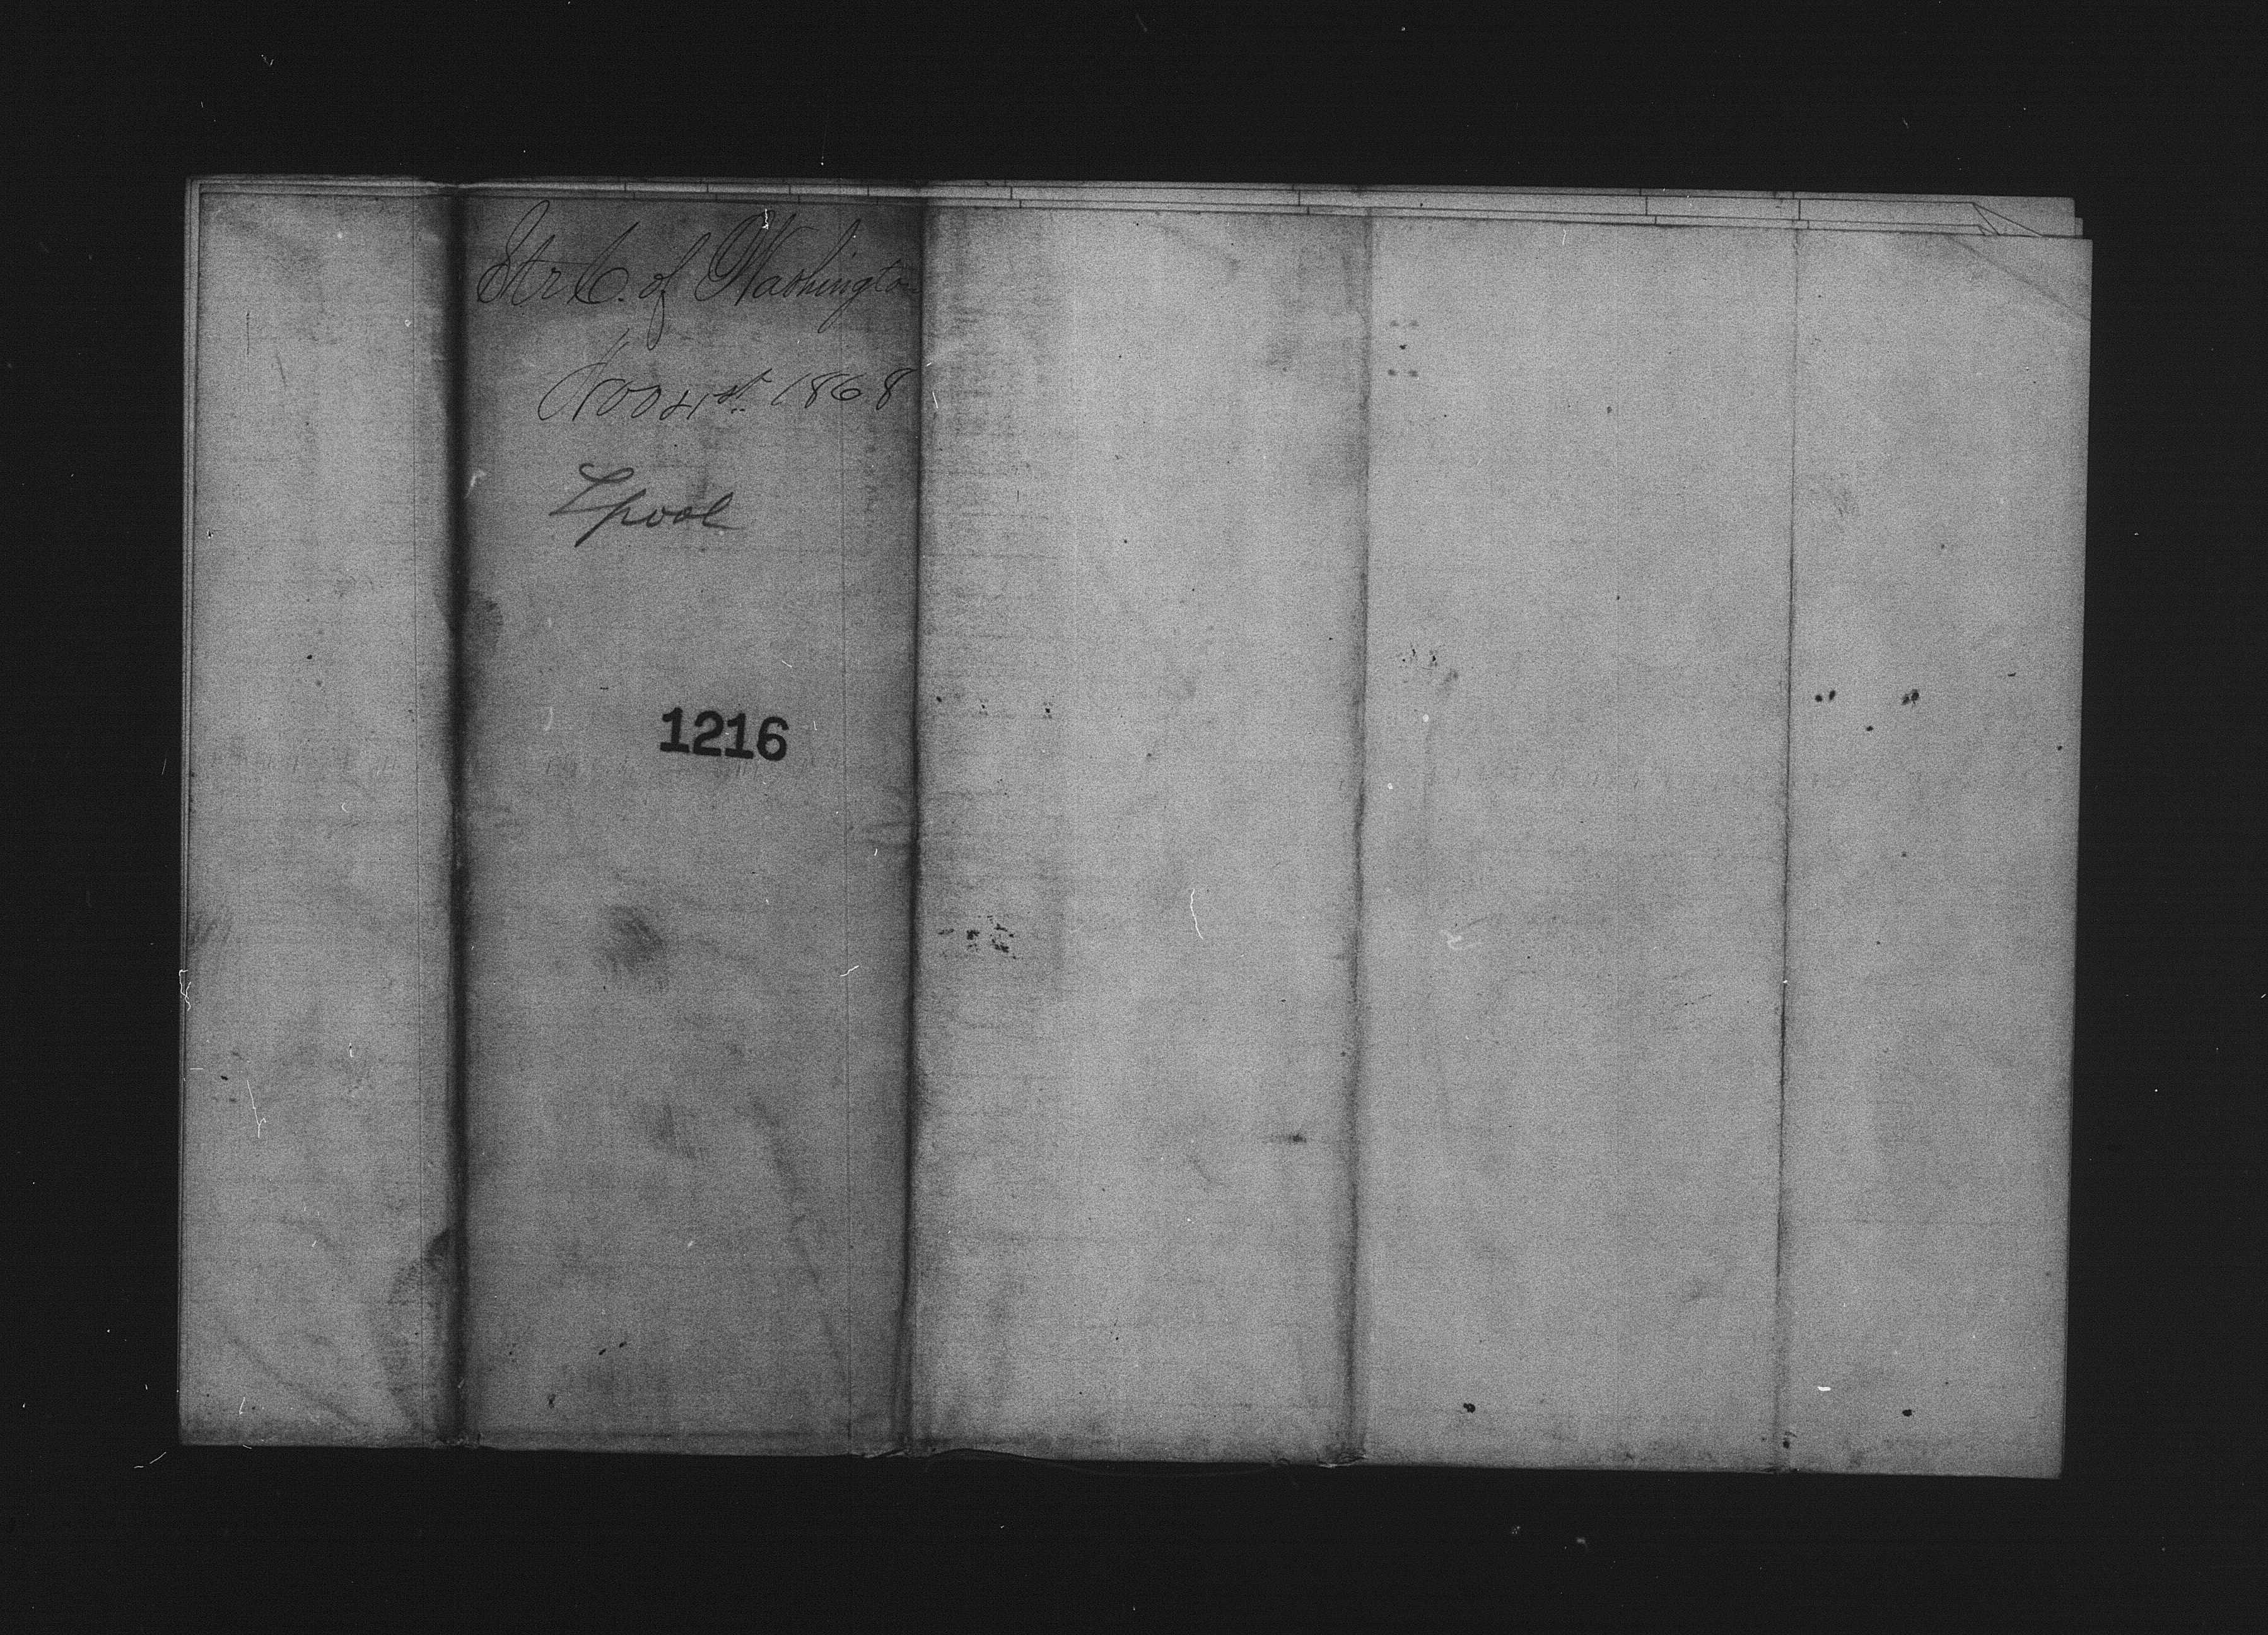 Str C. of Washington
Nov 21st 1868
Lpool
1216